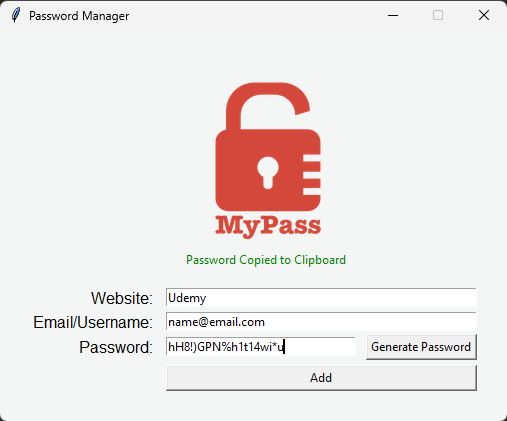 Password Manager
MyPass
Password Copied to Clipboard
Website: Udemy
Email/Username: name@email.com
Password: hH8!)GPN%h1t14wi*u Generate Password
Add